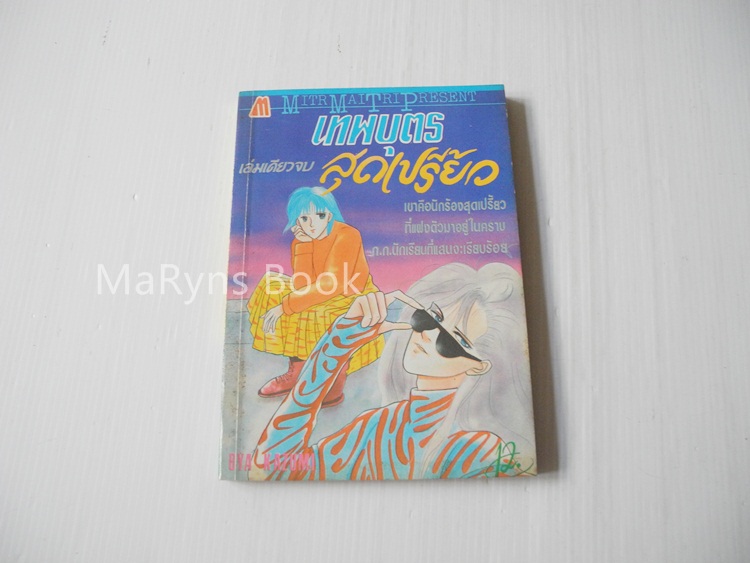 MITR MAITRI PRESENT
เทพบุตร
เล่มเดียวจบ สุดเปรี้ยว
เขาคือนักร้องสุดเปรี้ยว
ที่แฝงตัวมาอยู่ในคราบ
ก.ก.นักเรียนที่แสนจะเรียบร้อย
MaRyns Book
KAZUMI